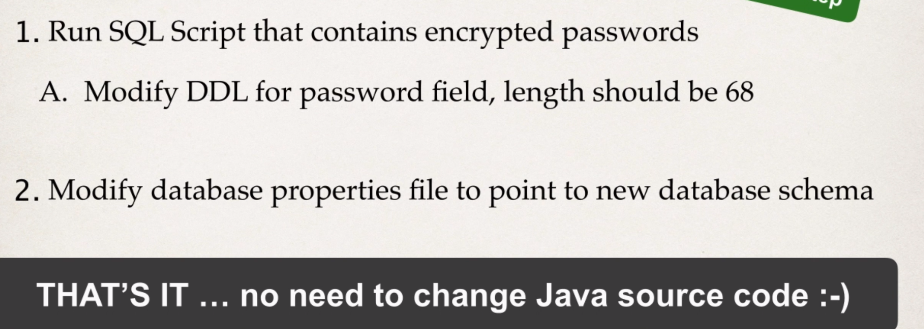 1. Run SQL Script that contains encrypted passwords
A. Modify DDL for password field, length should be 68
2. Modify database properties file to point to new database schema
THAT’S IT … no need to change Java source code :-)